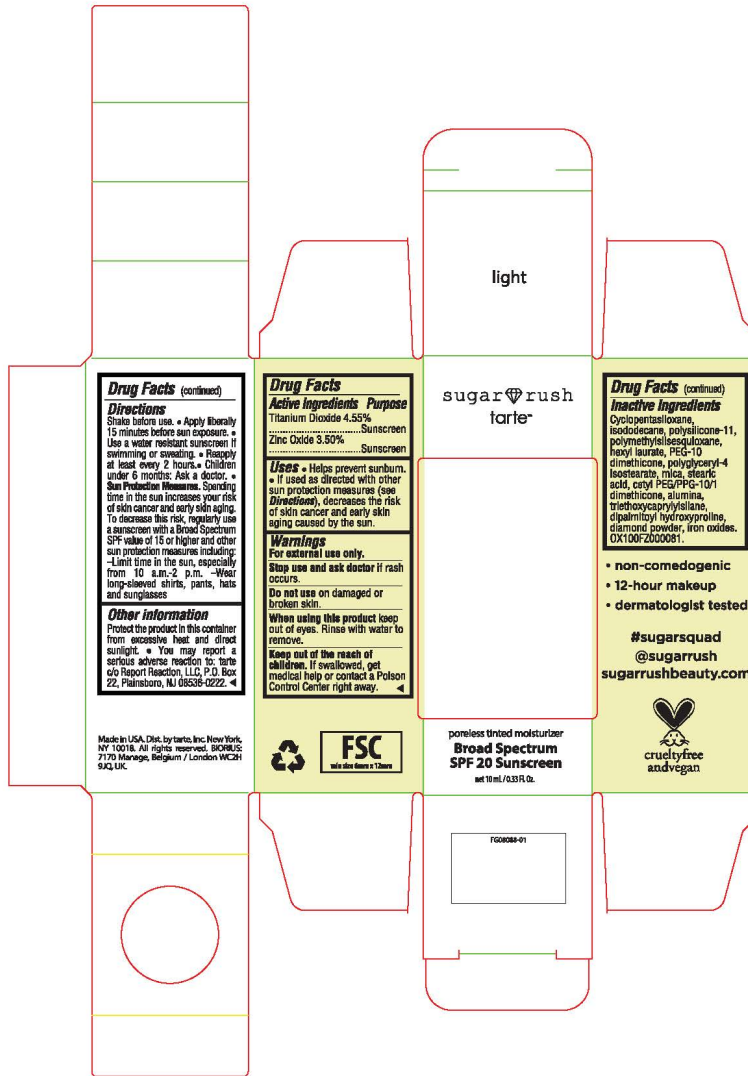 light
Drug Facts (continued)
Directions
Shake before use. • Apply liberally
15 minutes before sun exposure. •
Use a water resistant sunscreen if
swimming or sweating. • Reapply
at least every 2 hours. • Children
under 6 months: Ask a doctor. •
Sun Protection Measures. Spending
time in the sun increases your risk
of skin cancer and early skin aging.
To decrease this risk, regularly use
a sunscreen with a Broad Spectrum
SPF value of 15 or higher and other
sun protection measures including:
–Limit time in the sun, especially
from 10 a.m.-2 p.m. –Wear
long-sleeved shirts, pants, hats
and sunglasses
Other information
Protect the product in this container
from excessive heat and direct
sunlight. • You may report a
serious adverse reaction to: tarte
c/o Report Reaction, LLC, P.O. Box
22, Plainsboro, NJ 08536-0222. ◄
Made in USA. Dist. by tarte, inc. New York,
NY 10018. All rights reserved. BIORIUS:
7170 Manage, Belgium / London WC2H
9JQ, UK.
Drug Facts
Active Ingredients Purpose
Titanium Dioxide 4.55%
..............................Sunscreen
Zinc Oxide 3.50%
..............................Sunscreen
Uses • Helps prevent sunburn.
• If used as directed with other
sun protection measures (see
Directions), decreases the risk
of skin cancer and early skin
aging caused by the sun.
Warnings
For external use only.
Stop use and ask doctor if rash
occurs.
Do not use on damaged or
broken skin.
When using this product keep
out of eyes. Rinse with water to
remove.
Keep out of the reach of
children. If swallowed, get
medical help or contact a Poison
Control Center right away. ◄
FSC
min size 6mm x 12mm
sugar rush
tarte™
poreless tinted moisturizer
Broad Spectrum
SPF 20 Sunscreen
net 10 mL / 0.33 Fl. Oz.
FG08088-01
Drug Facts (continued)
Inactive Ingredients
Cyclopentasiloxane,
isododecane, polysilicone-11,
polymethylsilsesquioxane,
hexyl laurate, PEG-10
dimethicone, polyglyceryl-4
isostearate, mica, stearic
acid, cetyl PEG/PPG-10/1
dimethicone, alumina,
triethoxycaprylylsilane,
dipalmitoyl hydroxyproline,
diamond powder, iron oxides.
OX100FZ000081.
• non-comedogenic
• 12-hour makeup
• dermatologist tested
#sugarsquad
@sugarrush
sugarrushbeauty.com
crueltyfree
andvegan